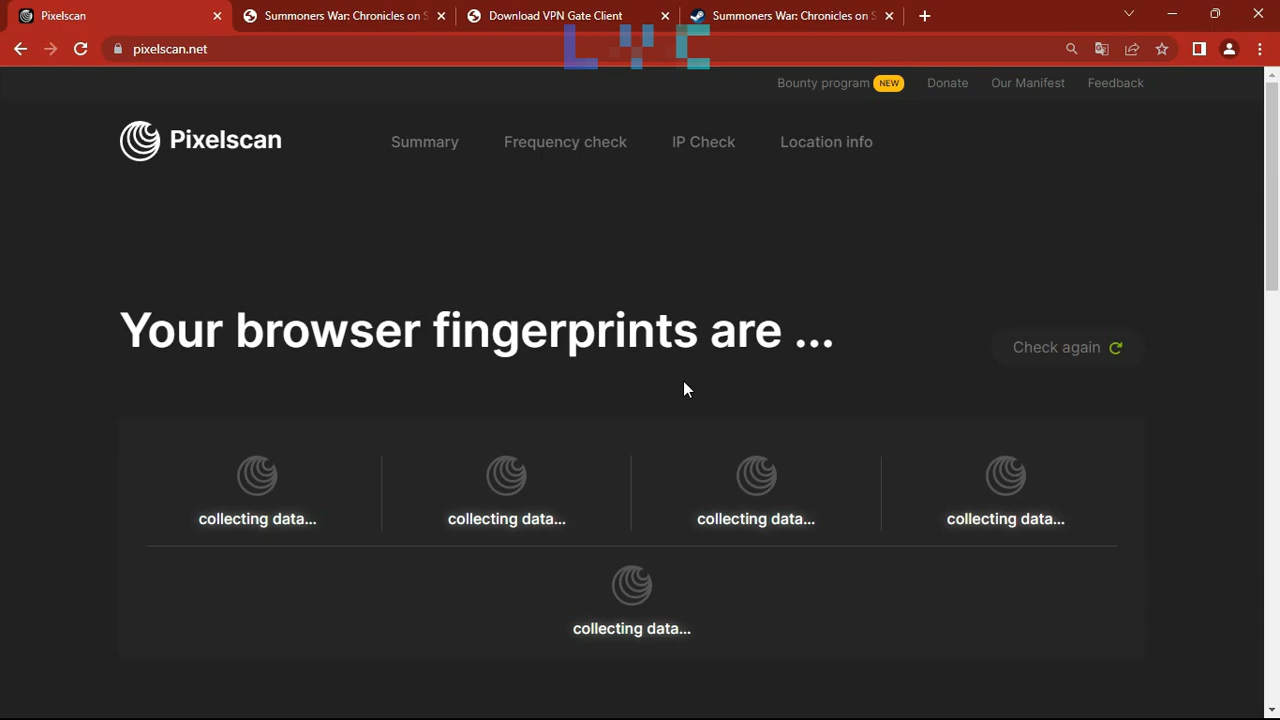 Pixelscan
Summoners War: Chronicles on S
Download VPN Gate Client
Summoners War: Chronicles on S
pixelscan.net
LYC
Bounty program NEW
Donate
Our Manifest
Feedback
Pixelscan
Summary
Frequency check
IP Check
Location info
Your browser fingerprints are ...
Check again
collecting data...
collecting data...
collecting data...
collecting data...
collecting data...